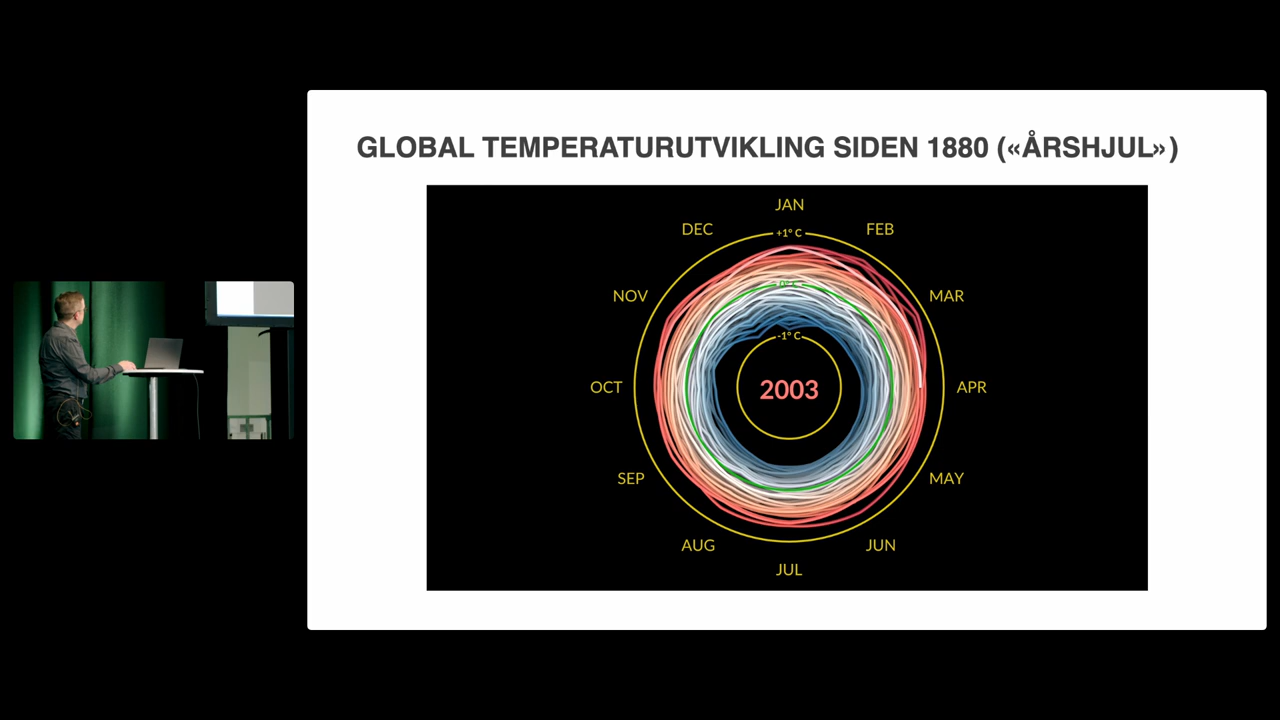 GLOBAL TEMPERATURUTVIKLING SIDEN 1880 («ÅRSHJUL»)
JAN
DEC
FEB
+1° C
NOV
MAR
0° C
-1° C
OCT
2003
APR
SEP
MAY
AUG
JUN
JUL